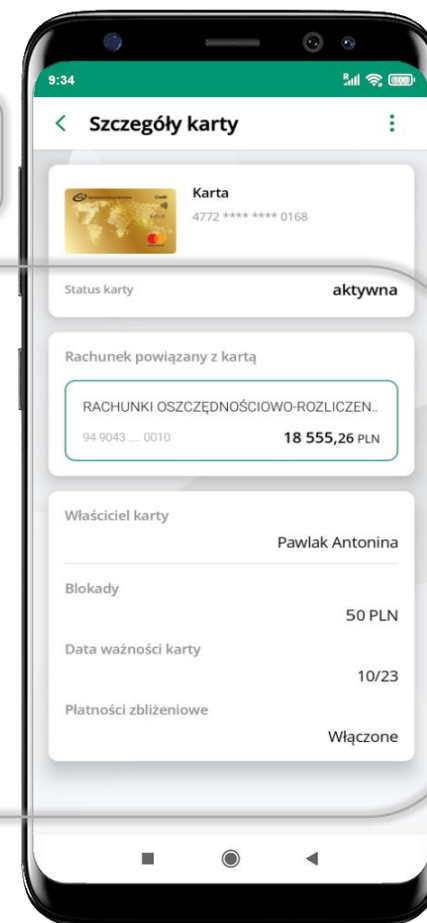 9:34
Szczegóły karty
Credit
Karta
4772 **** **** 0168
Status karty
aktywna
Rachunek powiązany z kartą
RACHUNKI OSZCZĘDNOŚCIOWO-ROZLICZEN..
94 9043 .... 0010
18 555,26 PLN
Właściciel karty
Pawlak Antonina
Blokady
50 PLN
Data ważności karty
10/23
Płatności zbliżeniowe
Włączone